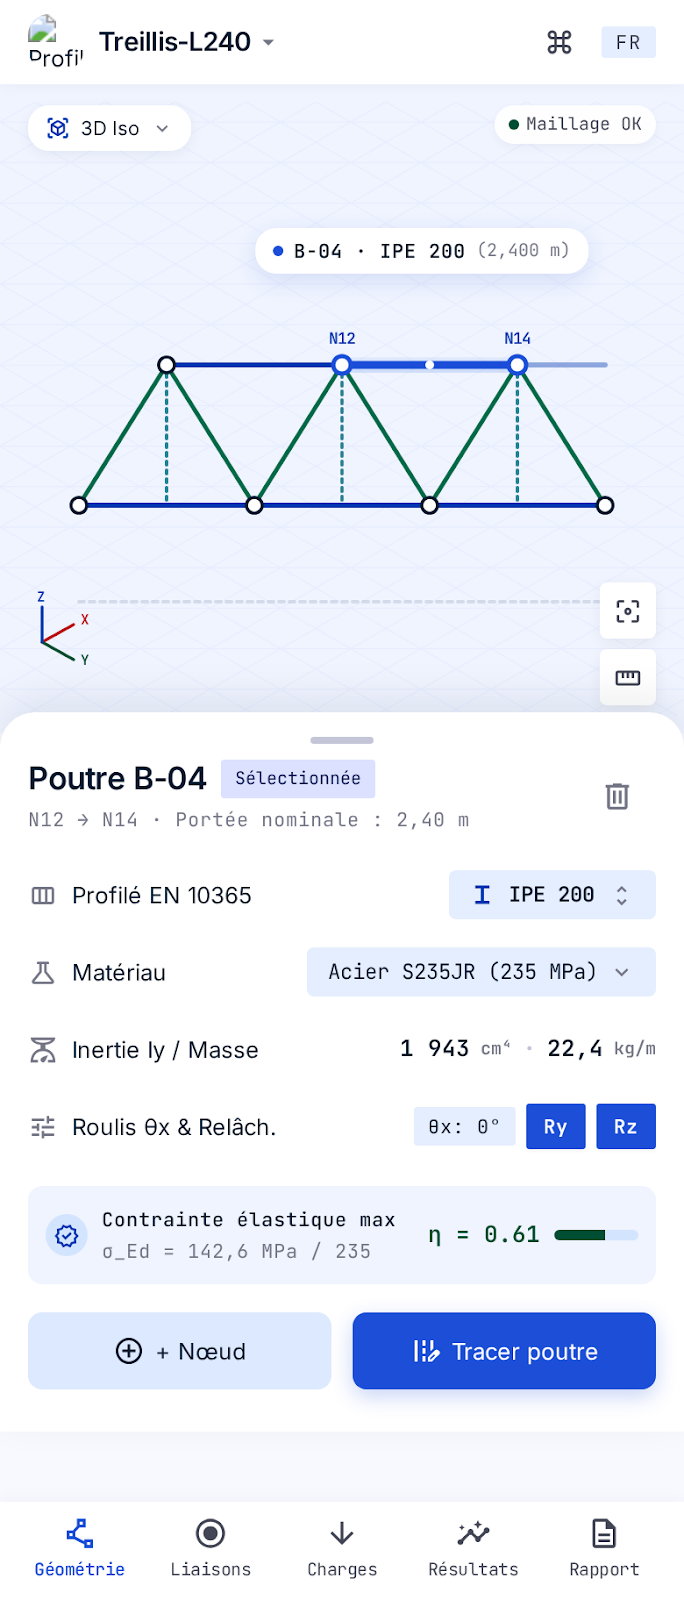 Profil
Treillis-L240
FR
3D Iso
Maillage OK
B-04 · IPE 200 (2,400 m)
N12
N14
Z
X
Y
Poutre B-04
Sélectionnée
N12 → N14 · Portée nominale : 2,40 m
Profilé EN 10365
IPE 200
Matériau
Acier S235JR (235 MPa)
Inertie Iy / Masse
1 943 cm⁴ · 22,4 kg/m
Roulis θx & Relâch.
θx: 0°
Ry
Rz
Contrainte élastique max
σ_Ed = 142,6 MPa / 235
η = 0.61
+ Nœud
Tracer poutre
Géométrie
Liaisons
Charges
Résultats
Rapport